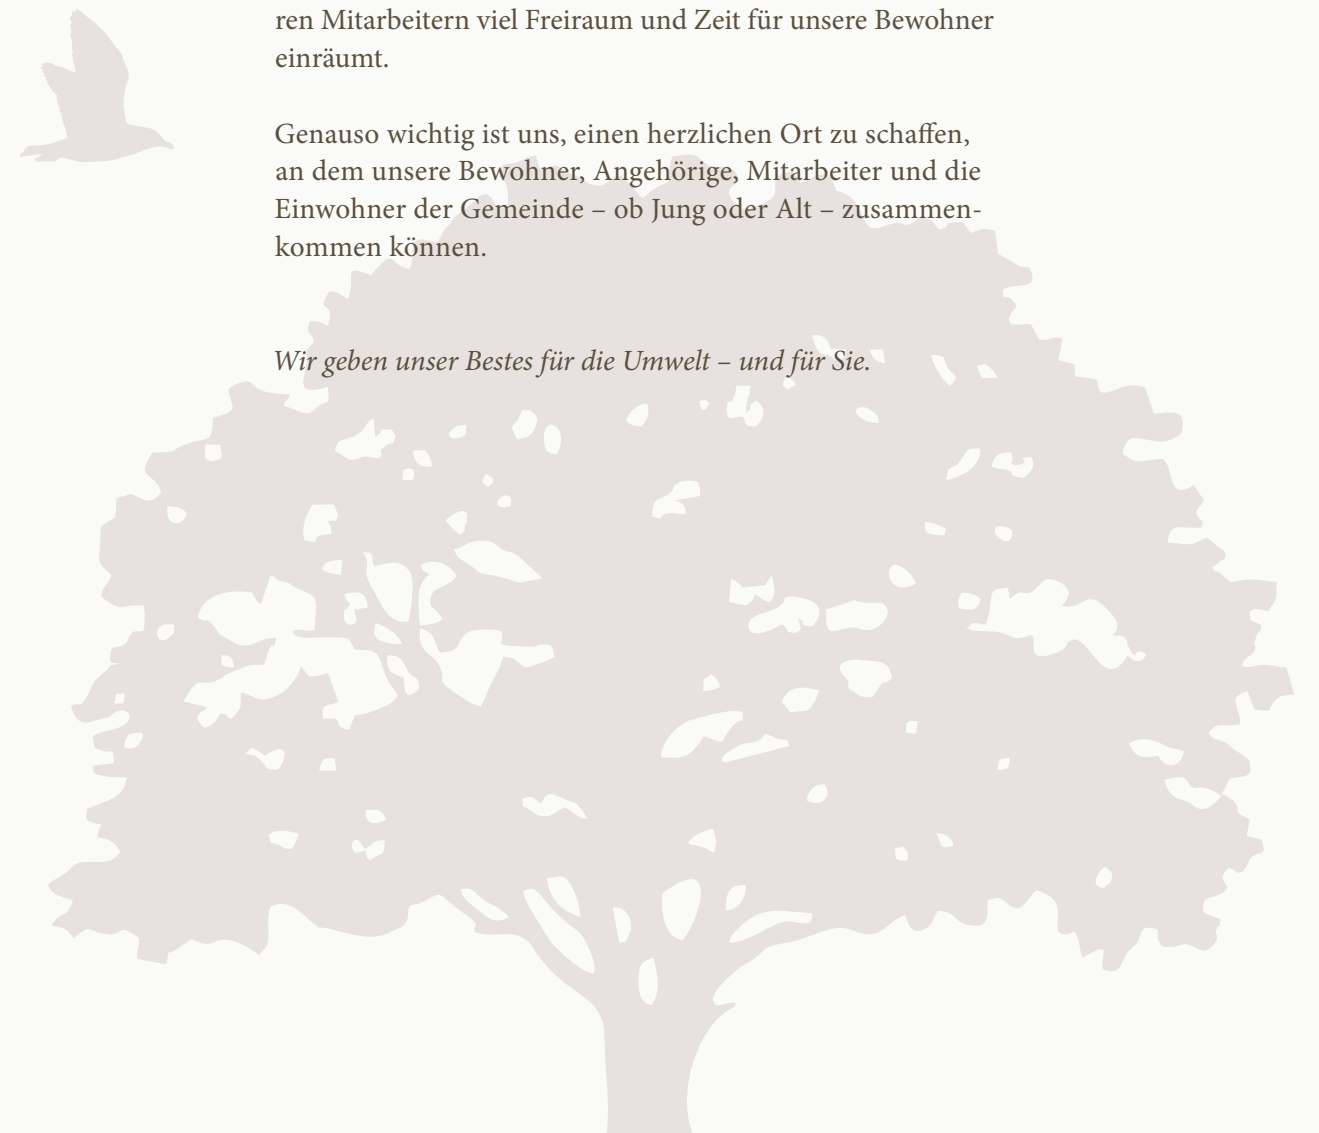 ren Mitarbeitern viel Freiraum und Zeit für unsere Bewohner
einräumt.
Genauso wichtig ist uns, einen herzlichen Ort zu schaffen,
an dem unsere Bewohner, Angehörige, Mitarbeiter und die
Einwohner der Gemeinde – ob Jung oder Alt – zusammen-
kommen können.
Wir geben unser Bestes für die Umwelt – und für Sie.